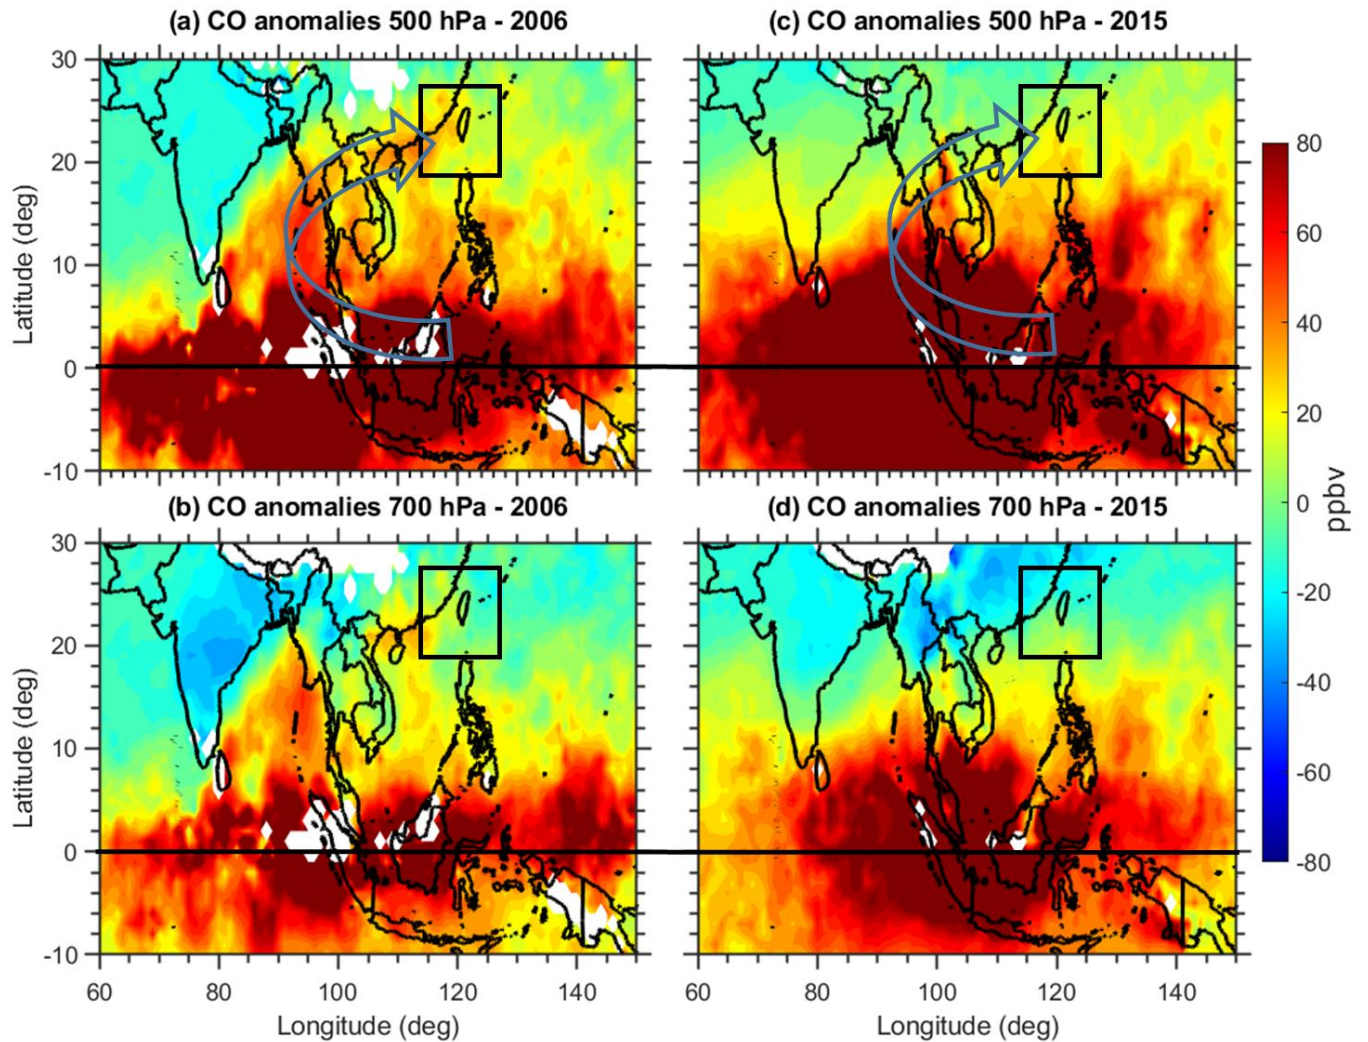 (a) CO anomalies 500 hPa - 2006
(c) CO anomalies 500 hPa - 2015
30
20
10
0
-10
Latitude (deg)
80
60
40
20
0
-20
-40
-60
-80
ppbv
(b) CO anomalies 700 hPa - 2006
(d) CO anomalies 700 hPa - 2015
30
20
10
0
-10
Latitude (deg)
60 80 100 120 140
60 80 100 120 140
Longitude (deg)
Longitude (deg)